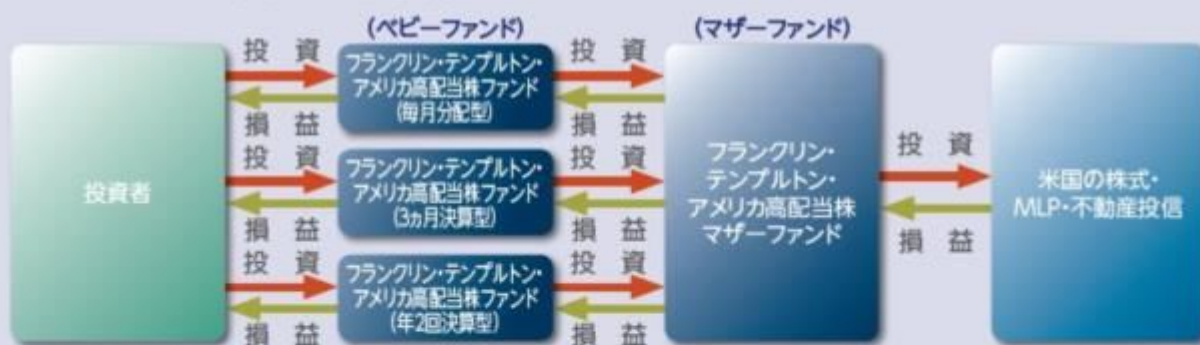 (ベビーファンド)
(マザーファンド)
投資者
投 資
損 益
フランクリン・テンプルトン・
アメリカ高配当株ファンド
(毎月分配型)
投 資
損 益
投 資
損 益
フランクリン・テンプルトン・
アメリカ高配当株ファンド
(3ヵ月決算型)
投 資
損 益
投 資
損 益
フランクリン・テンプルトン・
アメリカ高配当株ファンド
(年2回決算型)
投 資
損 益
フランクリン・
テンプルトン・
アメリカ高配当株
マザーファンド
投 資
損 益
米国の株式・
MLP・不動産投信